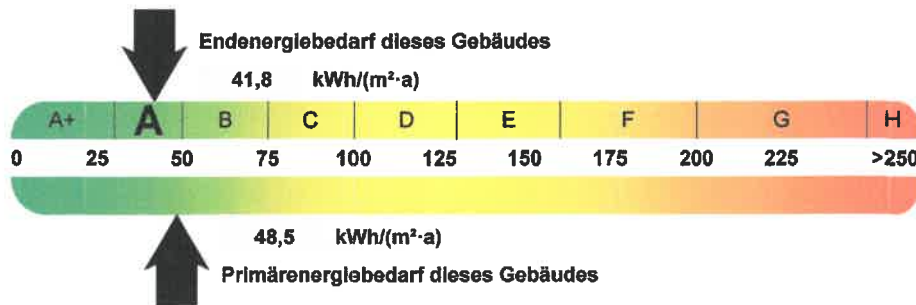 Endenergiebedarf dieses Gebäudes
41,8 kWh/(m²·a)
A+ A B C D E F G H
0 25 50 75 100 125 150 175 200 225 >250
48,5 kWh/(m²·a)
Primärenergiebedarf dieses Gebäudes